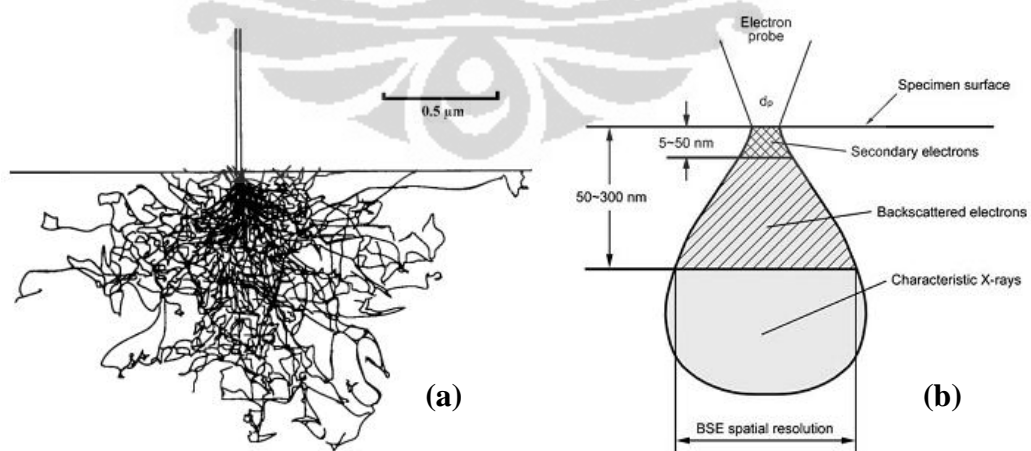 0.5 µm
(a)
Electron
probe
Specimen surface
dₚ
5~50 nm
Secondary electrons
50~300 nm
Backscattered electrons
Characteristic X-rays
(b)
BSE spatial resolution